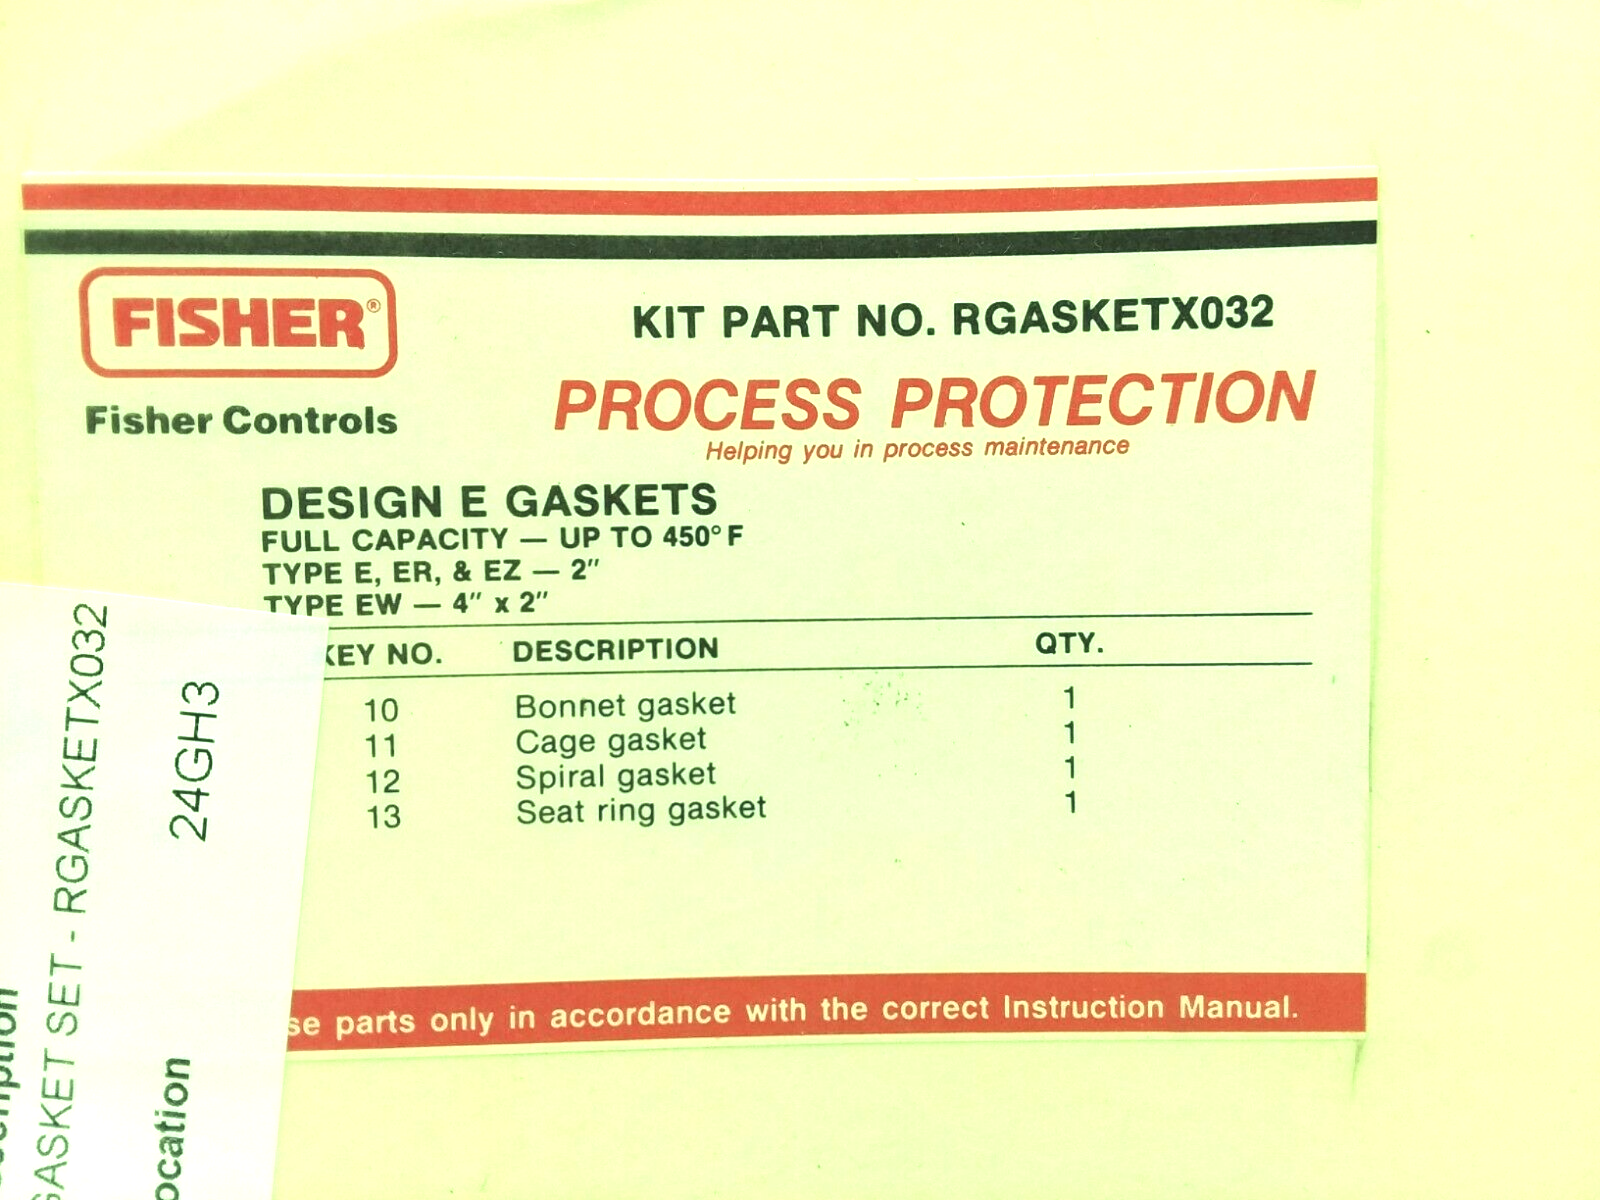 FISHER®
Fisher Controls
KIT PART NO. RGASKETX032
PROCESS PROTECTION
Helping you in process maintenance
DESIGN E GASKETS
FULL CAPACITY — UP TO 450° F
TYPE E, ER, & EZ — 2″
TYPE EW — 4″ x 2″
KEY NO. DESCRIPTION QTY.
10 Bonnet gasket 1
11 Cage gasket 1
12 Spiral gasket 1
13 Seat ring gasket 1
parts only in accordance with the correct Instruction Manual.
GASKET SET - RGASKETX032
24GH3